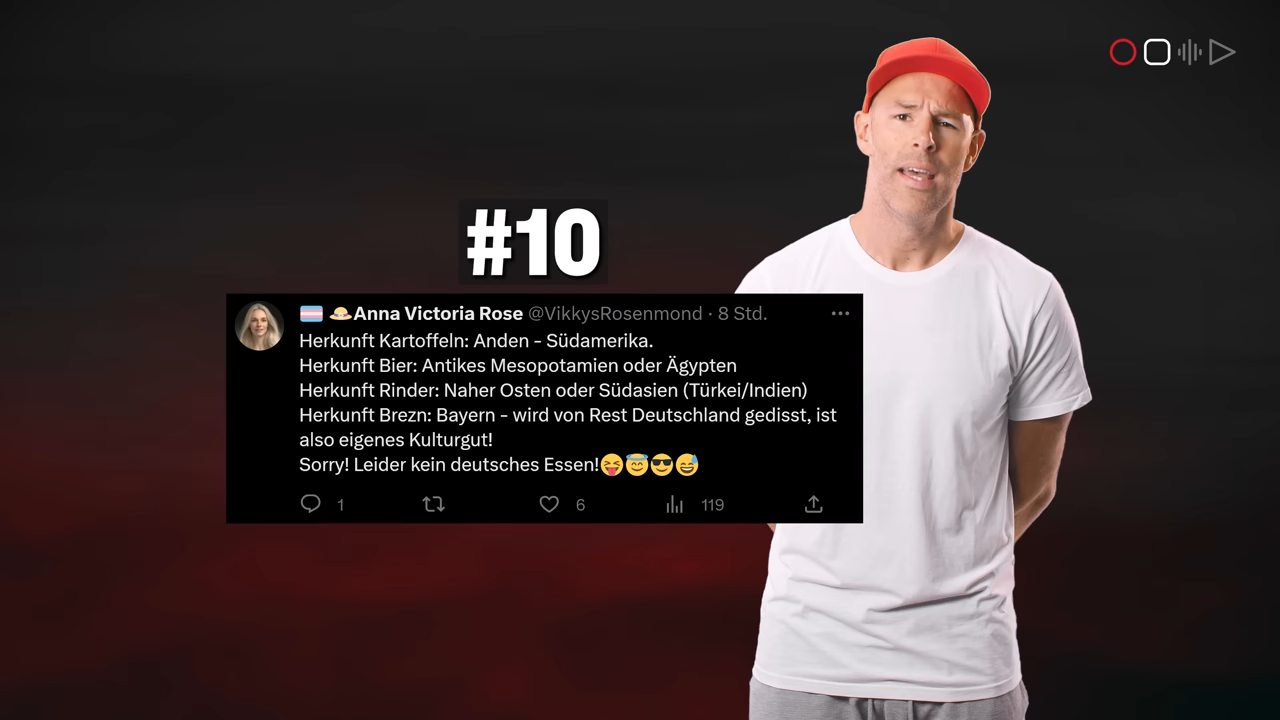 #10
Anna Victoria Rose @VikkysRosenmond · 8 Std.
Herkunft Kartoffeln: Anden - Südamerika.
Herkunft Bier: Antikes Mesopotamien oder Ägypten
Herkunft Rinder: Naher Osten oder Südasien (Türkei/Indien)
Herkunft Brezn: Bayern - wird von Rest Deutschland gedisst, ist
also eigenes Kulturgut!
Sorry! Leider kein deutsches Essen!😝😇😎😅
1 6 119